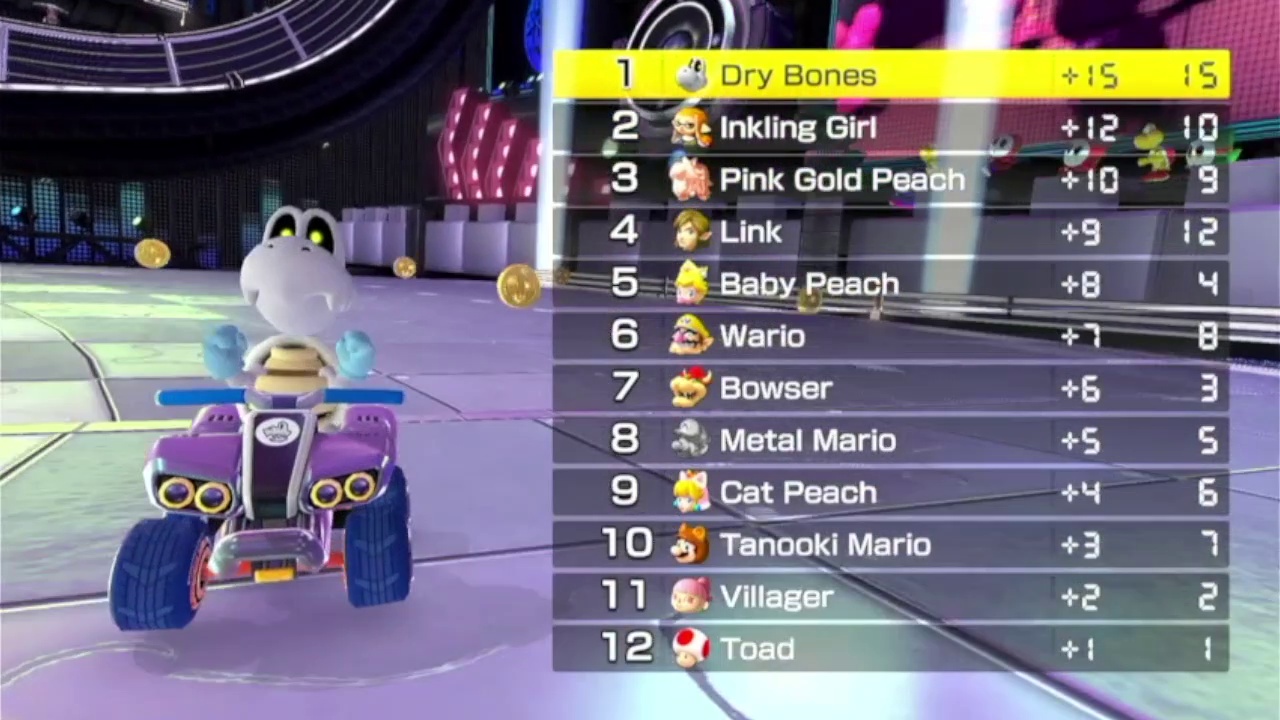 1 Dry Bones +15 15
2 Inkling Girl +12 10
3 Pink Gold Peach +10 9
4 Link +9 12
5 Baby Peach +8 4
6 Wario +7 8
7 Bowser +6 3
8 Metal Mario +5 5
9 Cat Peach +4 6
10 Tanooki Mario +3 7
11 Villager +2 2
12 Toad +1 1